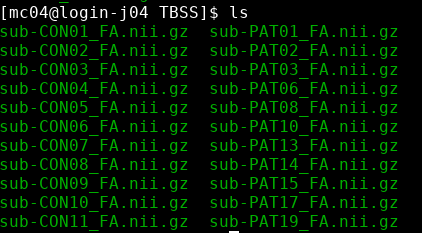 [mc04@login-j04 TBSS]$ ls
sub-CON01_FA.nii.gz  sub-PAT01_FA.nii.gz
sub-CON02_FA.nii.gz  sub-PAT02_FA.nii.gz
sub-CON03_FA.nii.gz  sub-PAT03_FA.nii.gz
sub-CON04_FA.nii.gz  sub-PAT06_FA.nii.gz
sub-CON05_FA.nii.gz  sub-PAT08_FA.nii.gz
sub-CON06_FA.nii.gz  sub-PAT10_FA.nii.gz
sub-CON07_FA.nii.gz  sub-PAT13_FA.nii.gz
sub-CON08_FA.nii.gz  sub-PAT14_FA.nii.gz
sub-CON09_FA.nii.gz  sub-PAT15_FA.nii.gz
sub-CON10_FA.nii.gz  sub-PAT17_FA.nii.gz
sub-CON11_FA.nii.gz  sub-PAT19_FA.nii.gz